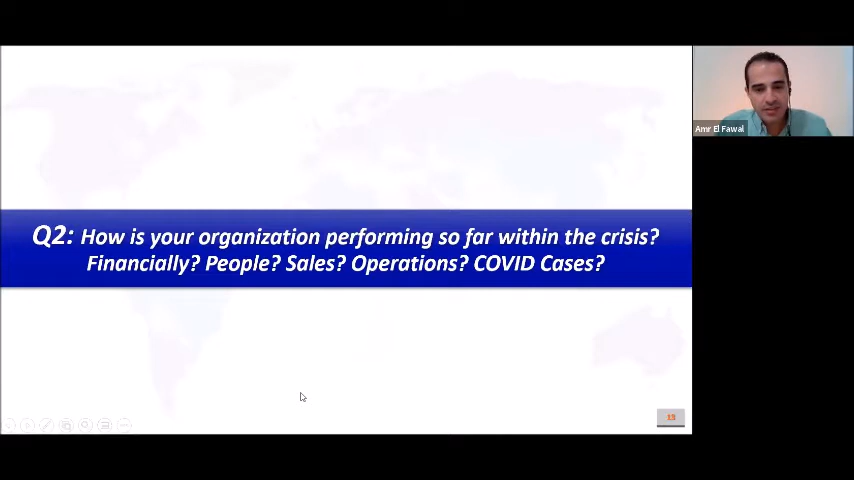 Q2: How is your organization performing so far within the crisis?
Financially? People? Sales? Operations? COVID Cases?
Amr El Fawal
13